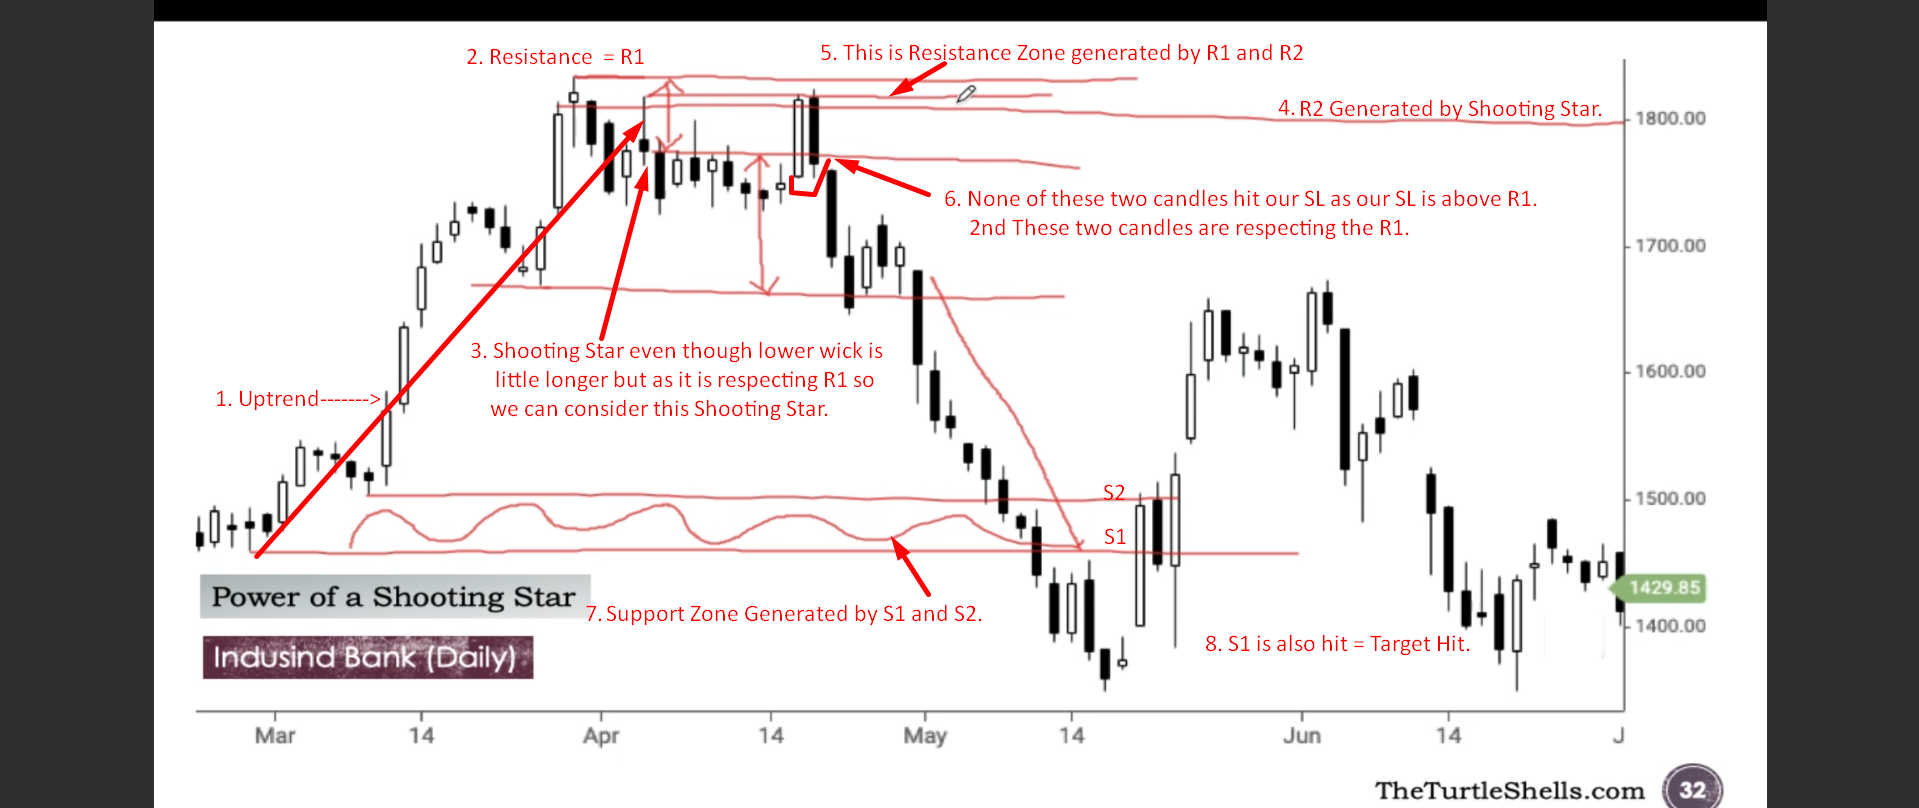 2. Resistance = R1
5. This is Resistance Zone generated by R1 and R2
4. R2 Generated by Shooting Star.
1800.00
6. None of these two candles hit our SL as our SL is above R1.
2nd These two candles are respecting the R1.
1700.00
3. Shooting Star even though lower wick is
little longer but as it is respecting R1 so
we can consider this Shooting Star.
1600.00
1. Uptrend------->
S2
1500.00
S1
Power of a Shooting Star
7. Support Zone Generated by S1 and S2.
1429.85
1400.00
Indusind Bank (Daily)
8. S1 is also hit = Target Hit.
Mar 14 Apr 14 May 14 Jun 14 J
TheTurtleShells.com 32